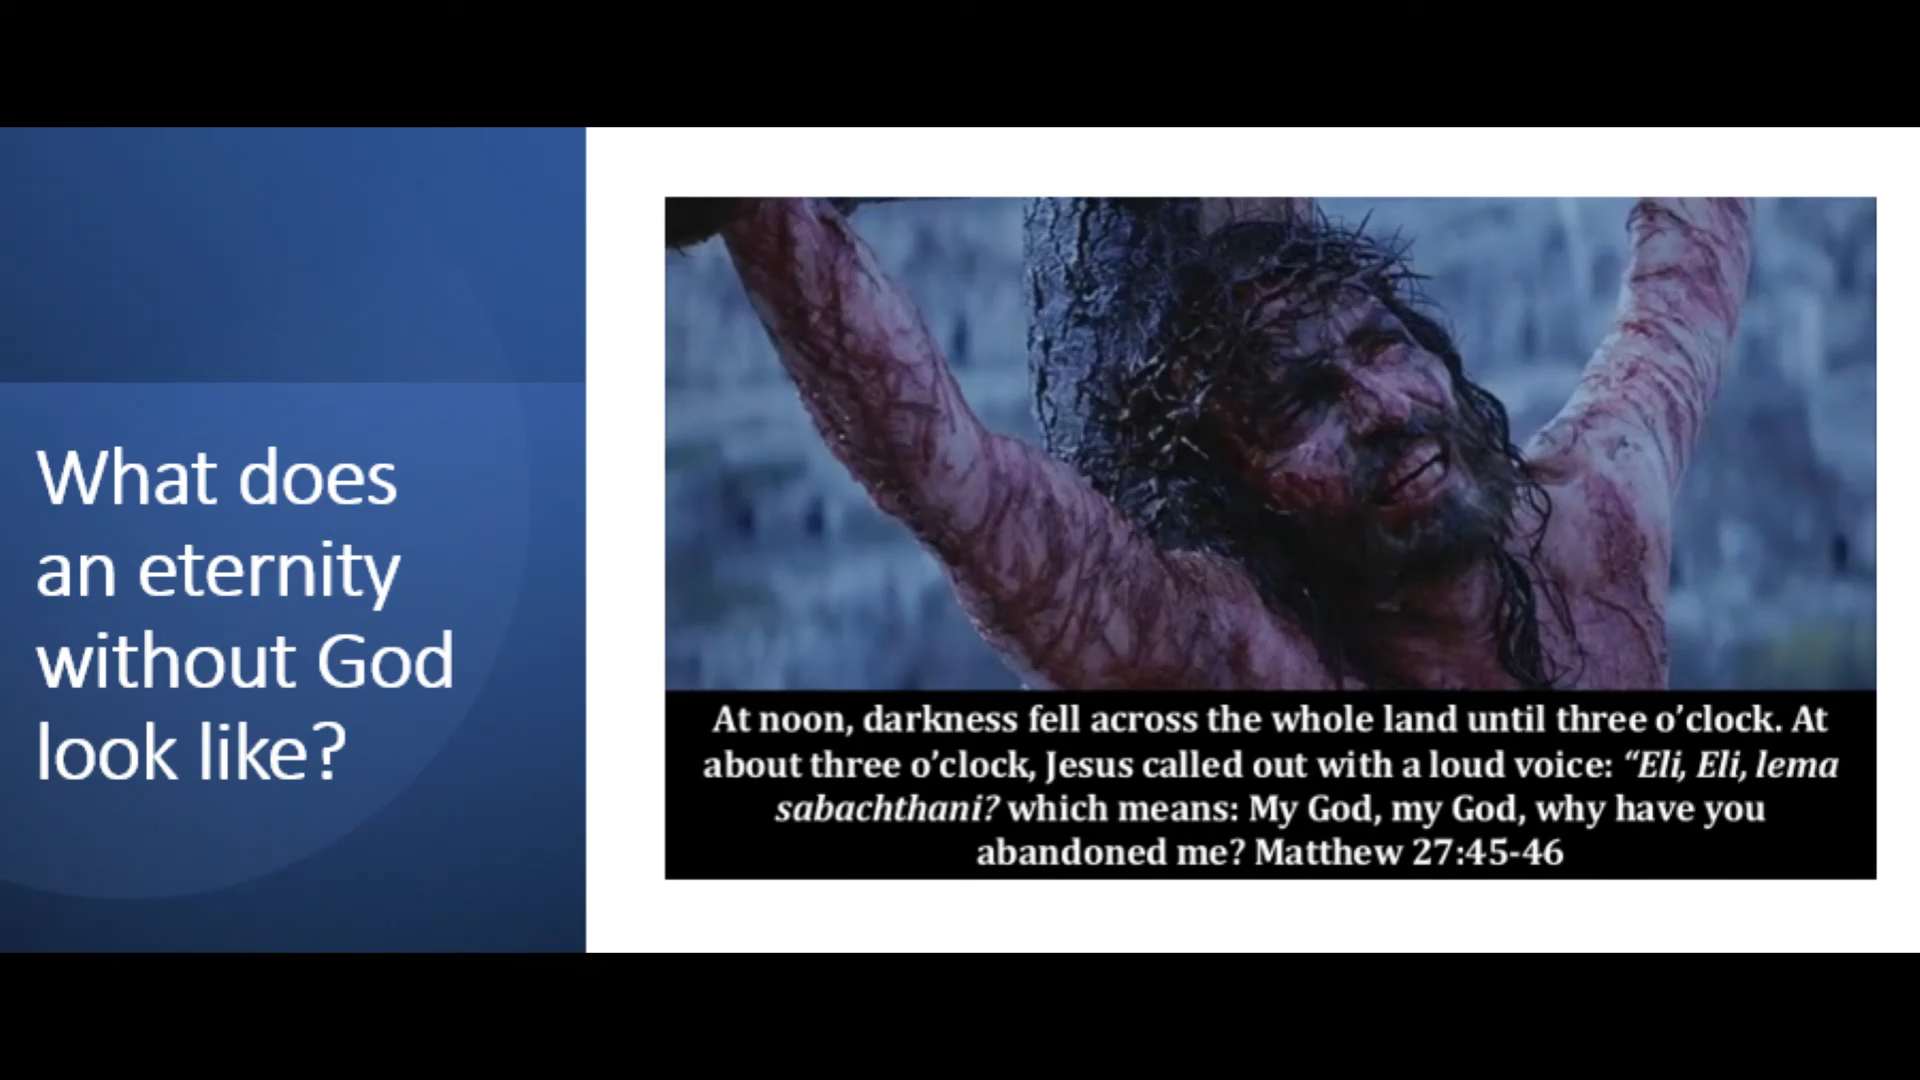 What does
an eternity
without God
look like?
At noon, darkness fell across the whole land until three o’clock. At
about three o’clock, Jesus called out with a loud voice: “Eli, Eli, lema
sabachthani? which means: My God, my God, why have you
abandoned me? Matthew 27:45-46